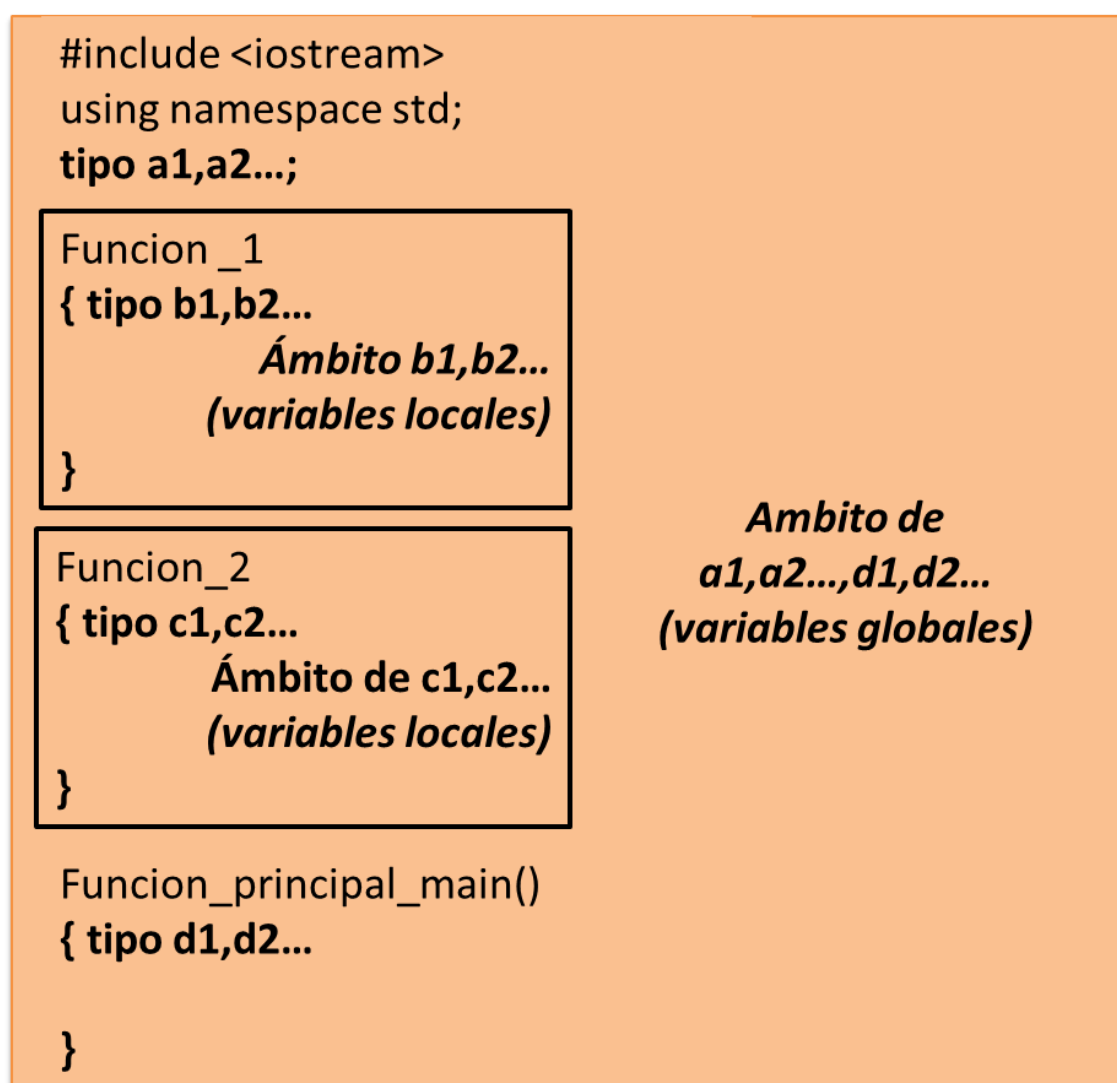 #include <iostream>
using namespace std;
tipo a1,a2...;
Funcion _1
{ tipo b1,b2...
Ámbito b1,b2...
(variables locales)
}
Funcion_2
{ tipo c1,c2...
Ámbito de c1,c2...
(variables locales)
}
Funcion_principal_main()
{ tipo d1,d2...
}
Ambito de
a1,a2...,d1,d2...
(variables globales)